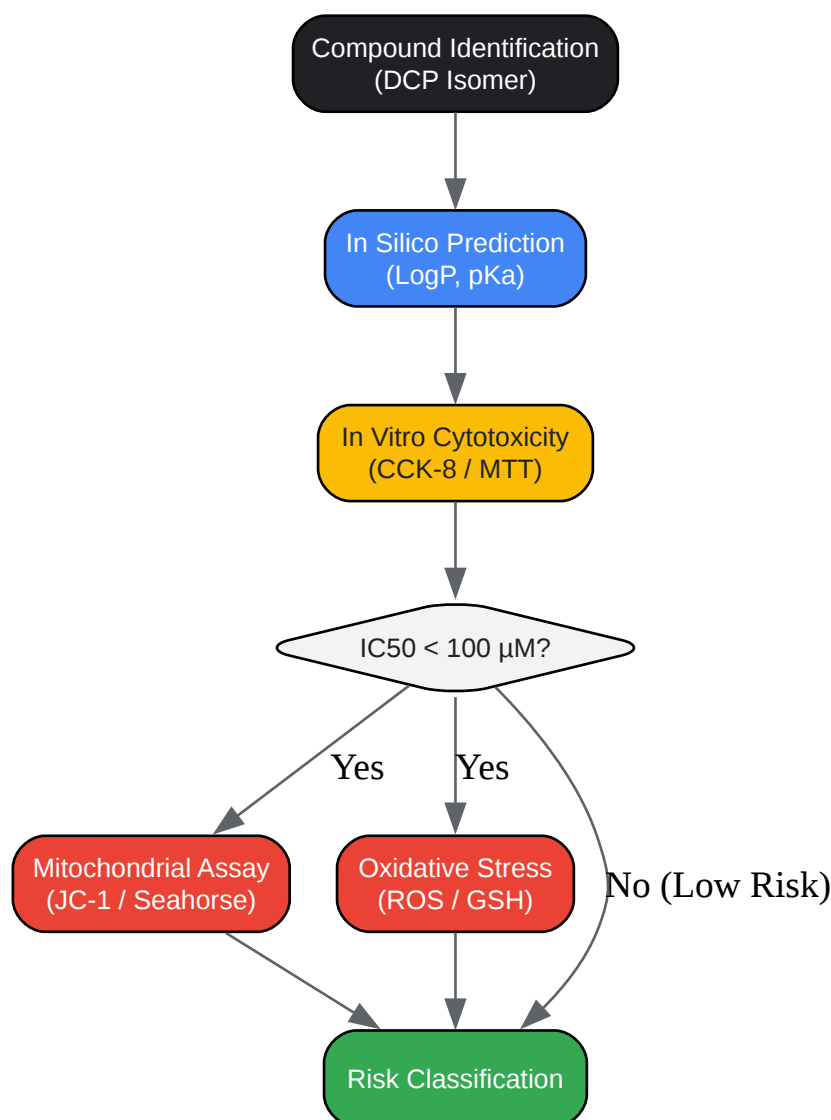 Compound Identification
(DCP Isomer)
In Silico Prediction
(LogP, pKa)
In Vitro Cytotoxicity
(CCK-8 / MTT)
IC50 < 100 µM?
Yes
Yes
Mitochondrial Assay
(JC-1 / Seahorse)
Oxidative Stress
(ROS / GSH)
No (Low Risk)
Risk Classification